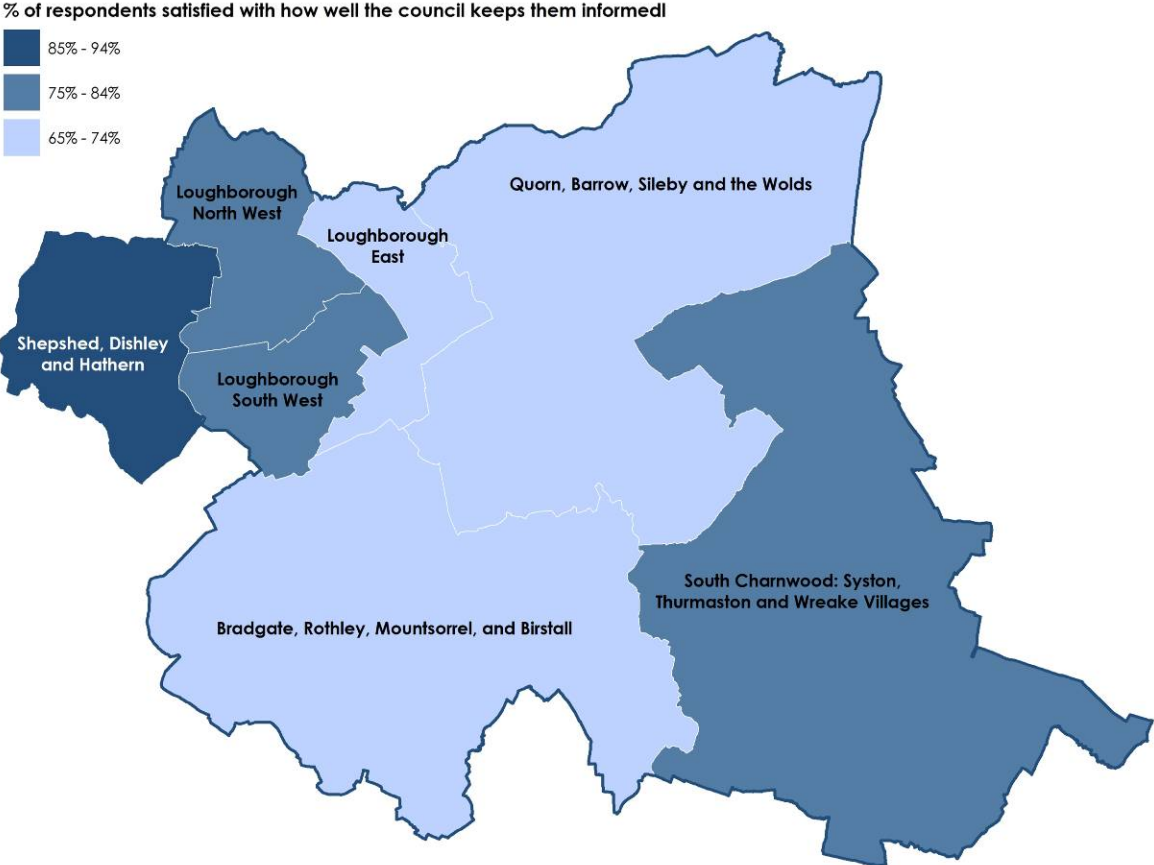 % of respondents satisfied with how well the council keeps them informedl
85% - 94%
75% - 84%
65% - 74%
Loughborough
North West
Quorn, Barrow, Sileby and the Wolds
Loughborough
East
Shepshed, Dishley
and Hathern
Loughborough
South West
South Charnwood: Syston,
Thurmaston and Wreake Villages
Bradgate, Rothley, Mountsorrel, and Birstall